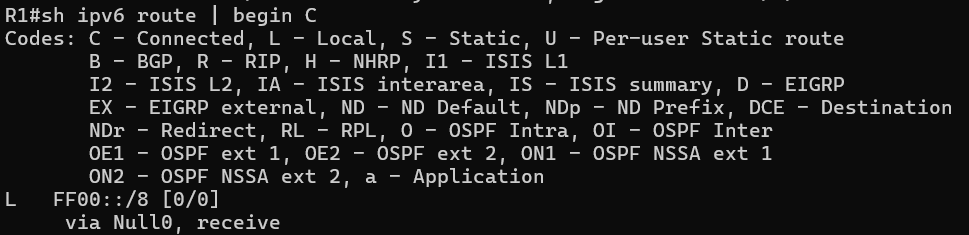 R1#sh ipv6 route | begin C
Codes: C - Connected, L - Local, S - Static, U - Per-user Static route
       B - BGP, R - RIP, H - NHRP, I1 - ISIS L1
       I2 - ISIS L2, IA - ISIS interarea, IS - ISIS summary, D - EIGRP
       EX - EIGRP external, ND - ND Default, NDp - ND Prefix, DCE - Destination
       NDr - Redirect, RL - RPL, O - OSPF Intra, OI - OSPF Inter
       OE1 - OSPF ext 1, OE2 - OSPF ext 2, ON1 - OSPF NSSA ext 1
       ON2 - OSPF NSSA ext 2, a - Application
L   FF00::/8 [0/0]
     via Null0, receive